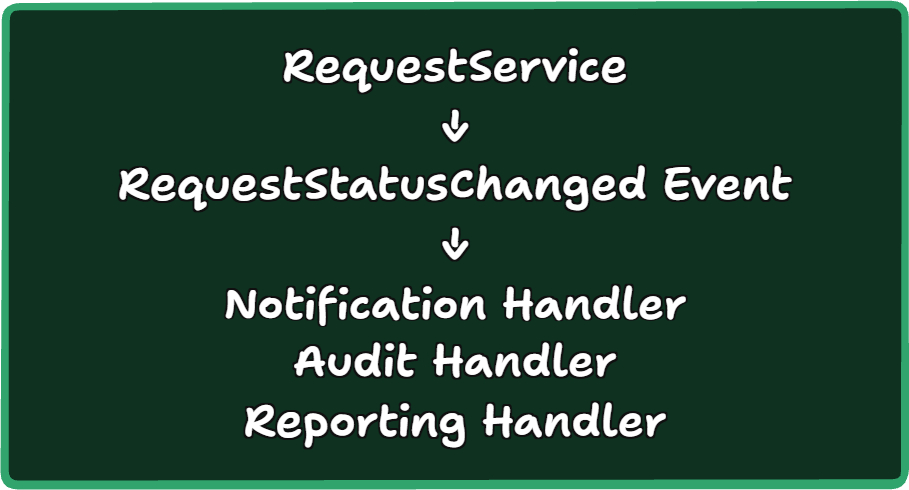 RequestService
↓
RequestStatusChanged Event
↓
Notification Handler
Audit Handler
Reporting Handler